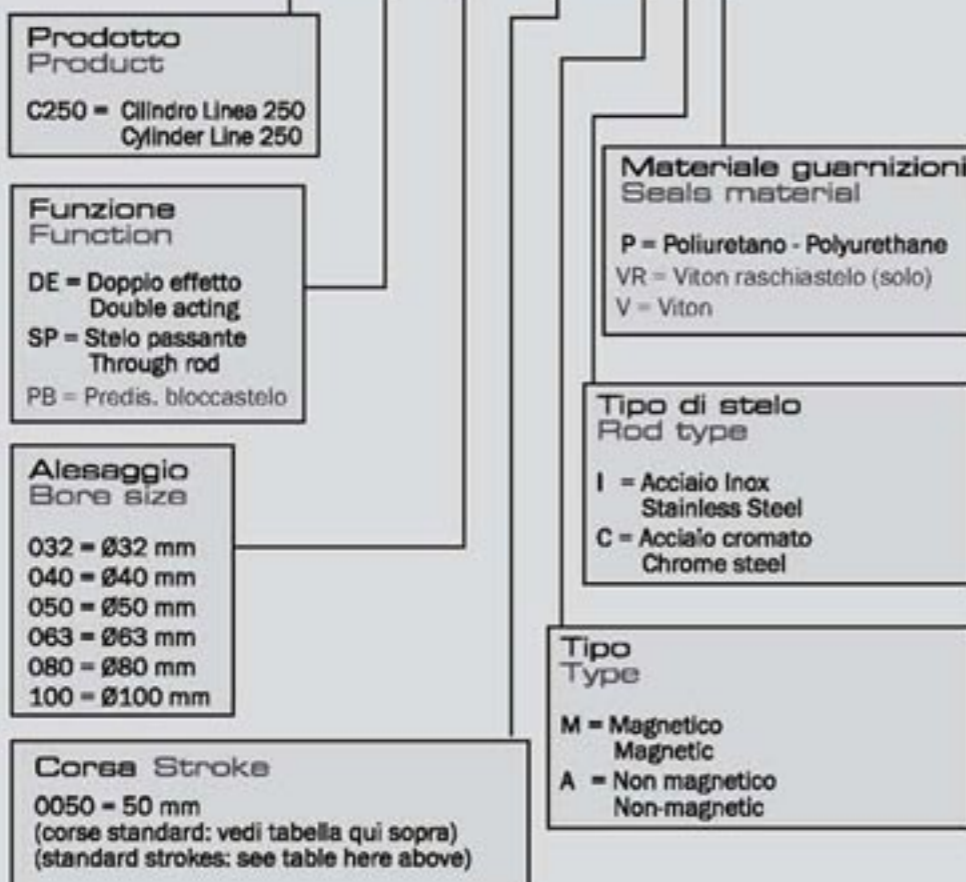 Prodotto
Product
C250 = Cilindro Linea 250
Cylinder Line 250
Funzione
Function
DE = Doppio effetto
Double acting
SP = Stelo passante
Through rod
PB = Predis. bloccastelo
Alesaggio
Bore size
032 = Ø32 mm
040 = Ø40 mm
050 = Ø50 mm
063 = Ø63 mm
080 = Ø80 mm
100 = Ø100 mm
Corsa Stroke
0050 = 50 mm
(corse standard: vedi tabella qui sopra)
(standard strokes: see table here above)
Materiale guarnizioni
Seals material
P = Poliuretano - Polyurethane
VR = Viton raschiastelo (solo)
V = Viton
Tipo di stelo
Rod type
I = Acciaio Inox
Stainless Steel
C = Acciaio cromato
Chrome steel
Tipo
Type
M = Magnetico
Magnetic
A = Non magnetico
Non-magnetic